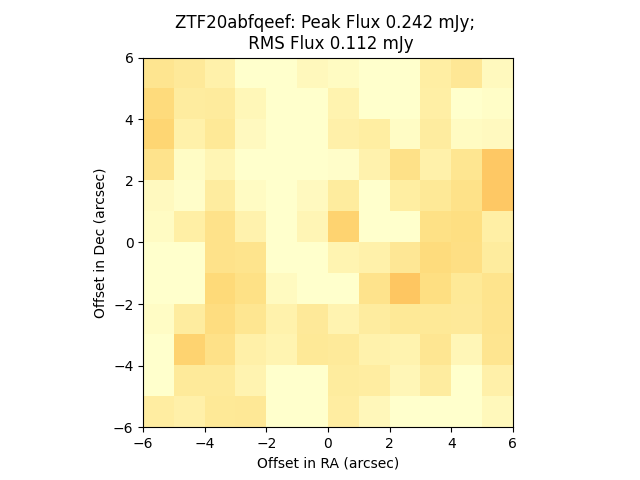 ZTF20abfqeef: Peak Flux 0.242 mJy;
RMS Flux 0.112 mJy
6
4
2
0
−2
−4
−6
Offset in Dec (arcsec)
−6 −4 −2 0 2 4 6
Offset in RA (arcsec)